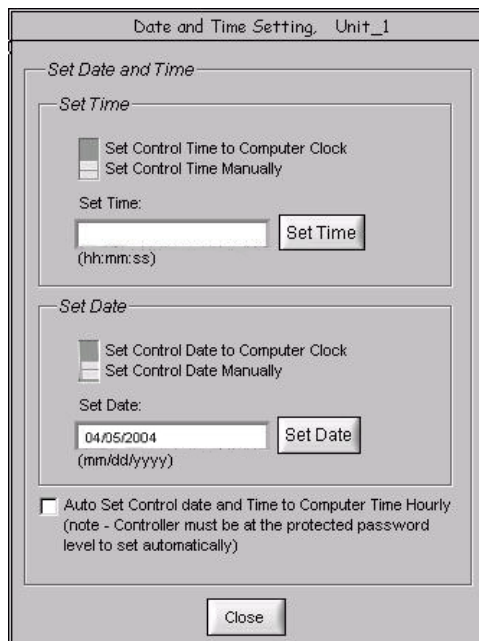 Date and Time Setting,  Unit_1
Set Date and Time
Set Time
Set Control Time to Computer Clock
Set Control Time Manually
Set Time:
Set Time
(hh:mm:ss)
Set Date
Set Control Date to Computer Clock
Set Control Date Manually
Set Date:
04/05/2004
Set Date
(mm/dd/yyyy)
Auto Set Control date and Time to Computer Time Hourly
(note - Controller must be at the protected password
level to set automatically)
Close